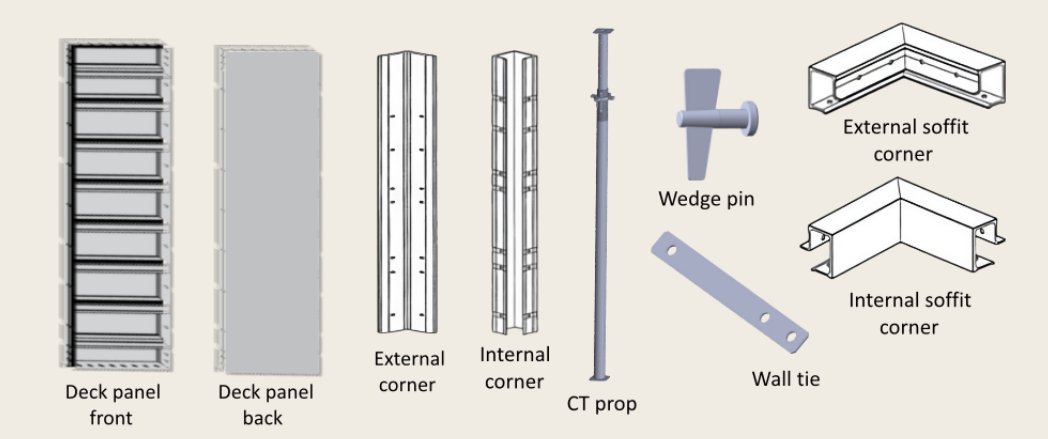 Deck panel
front
Deck panel
back
External
corner
Internal
corner
CT prop
Wedge pin
Wall tie
External soffit
corner
Internal soffit
corner